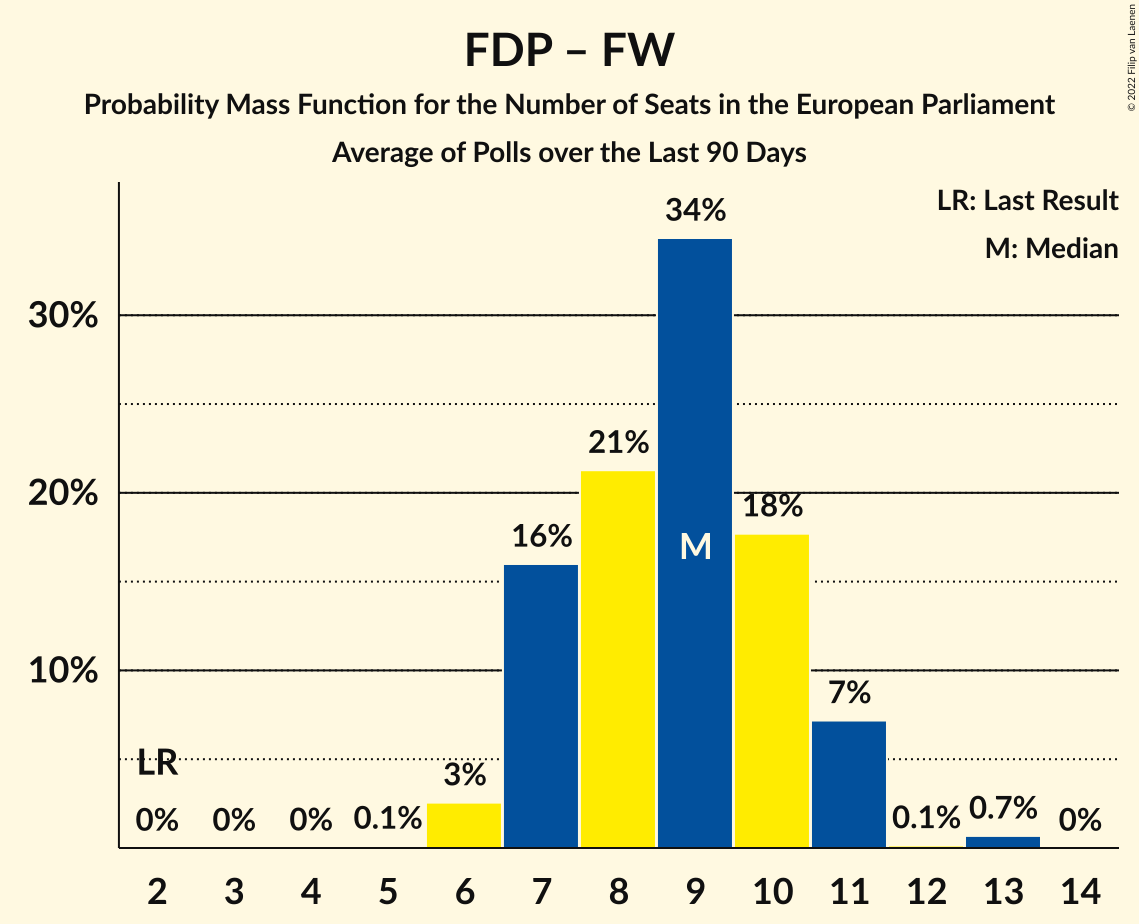 FDP – FW
Probability Mass Function for the Number of Seats in the European Parliament
Average of Polls over the Last 90 Days
© 2022 Filip van Laenen
LR: Last Result
M: Median
34%
30%
21%
20%
18%
16%
M
10%
7%
LR
3%
0%
0%
0%
0.1%
0.1%
0.7%
0%
2 3 4 5 6 7 8 9 10 11 12 13 14